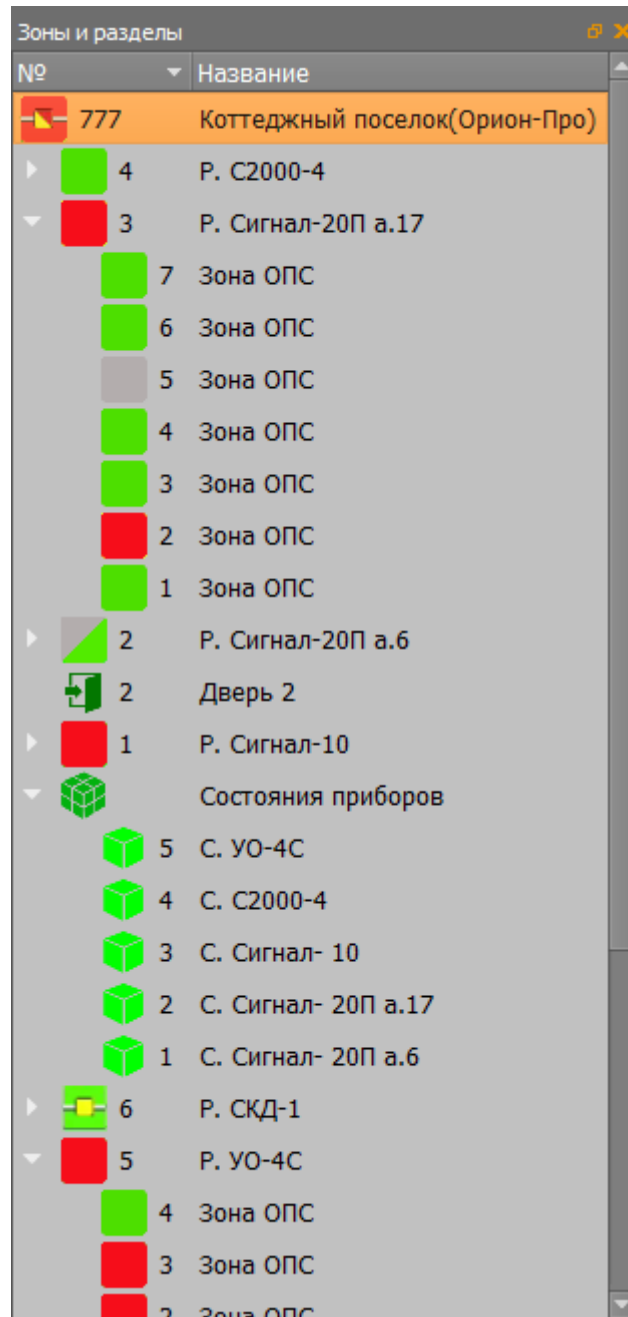 Зоны и разделы
№ Название
777 Коттеджный поселок(Орион-Про)
4 Р. С2000-4
3 Р. Сигнал-20П а.17
7 Зона ОПС
6 Зона ОПС
5 Зона ОПС
4 Зона ОПС
3 Зона ОПС
2 Зона ОПС
1 Зона ОПС
2 Р. Сигнал-20П а.6
2 Дверь 2
1 Р. Сигнал-10
Состояния приборов
5 С. УО-4С
4 С. С2000-4
3 С. Сигнал- 10
2 С. Сигнал- 20П а.17
1 С. Сигнал- 20П а.6
6 Р. СКД-1
5 Р. УО-4С
4 Зона ОПС
3 Зона ОПС
2 Зона ОПС